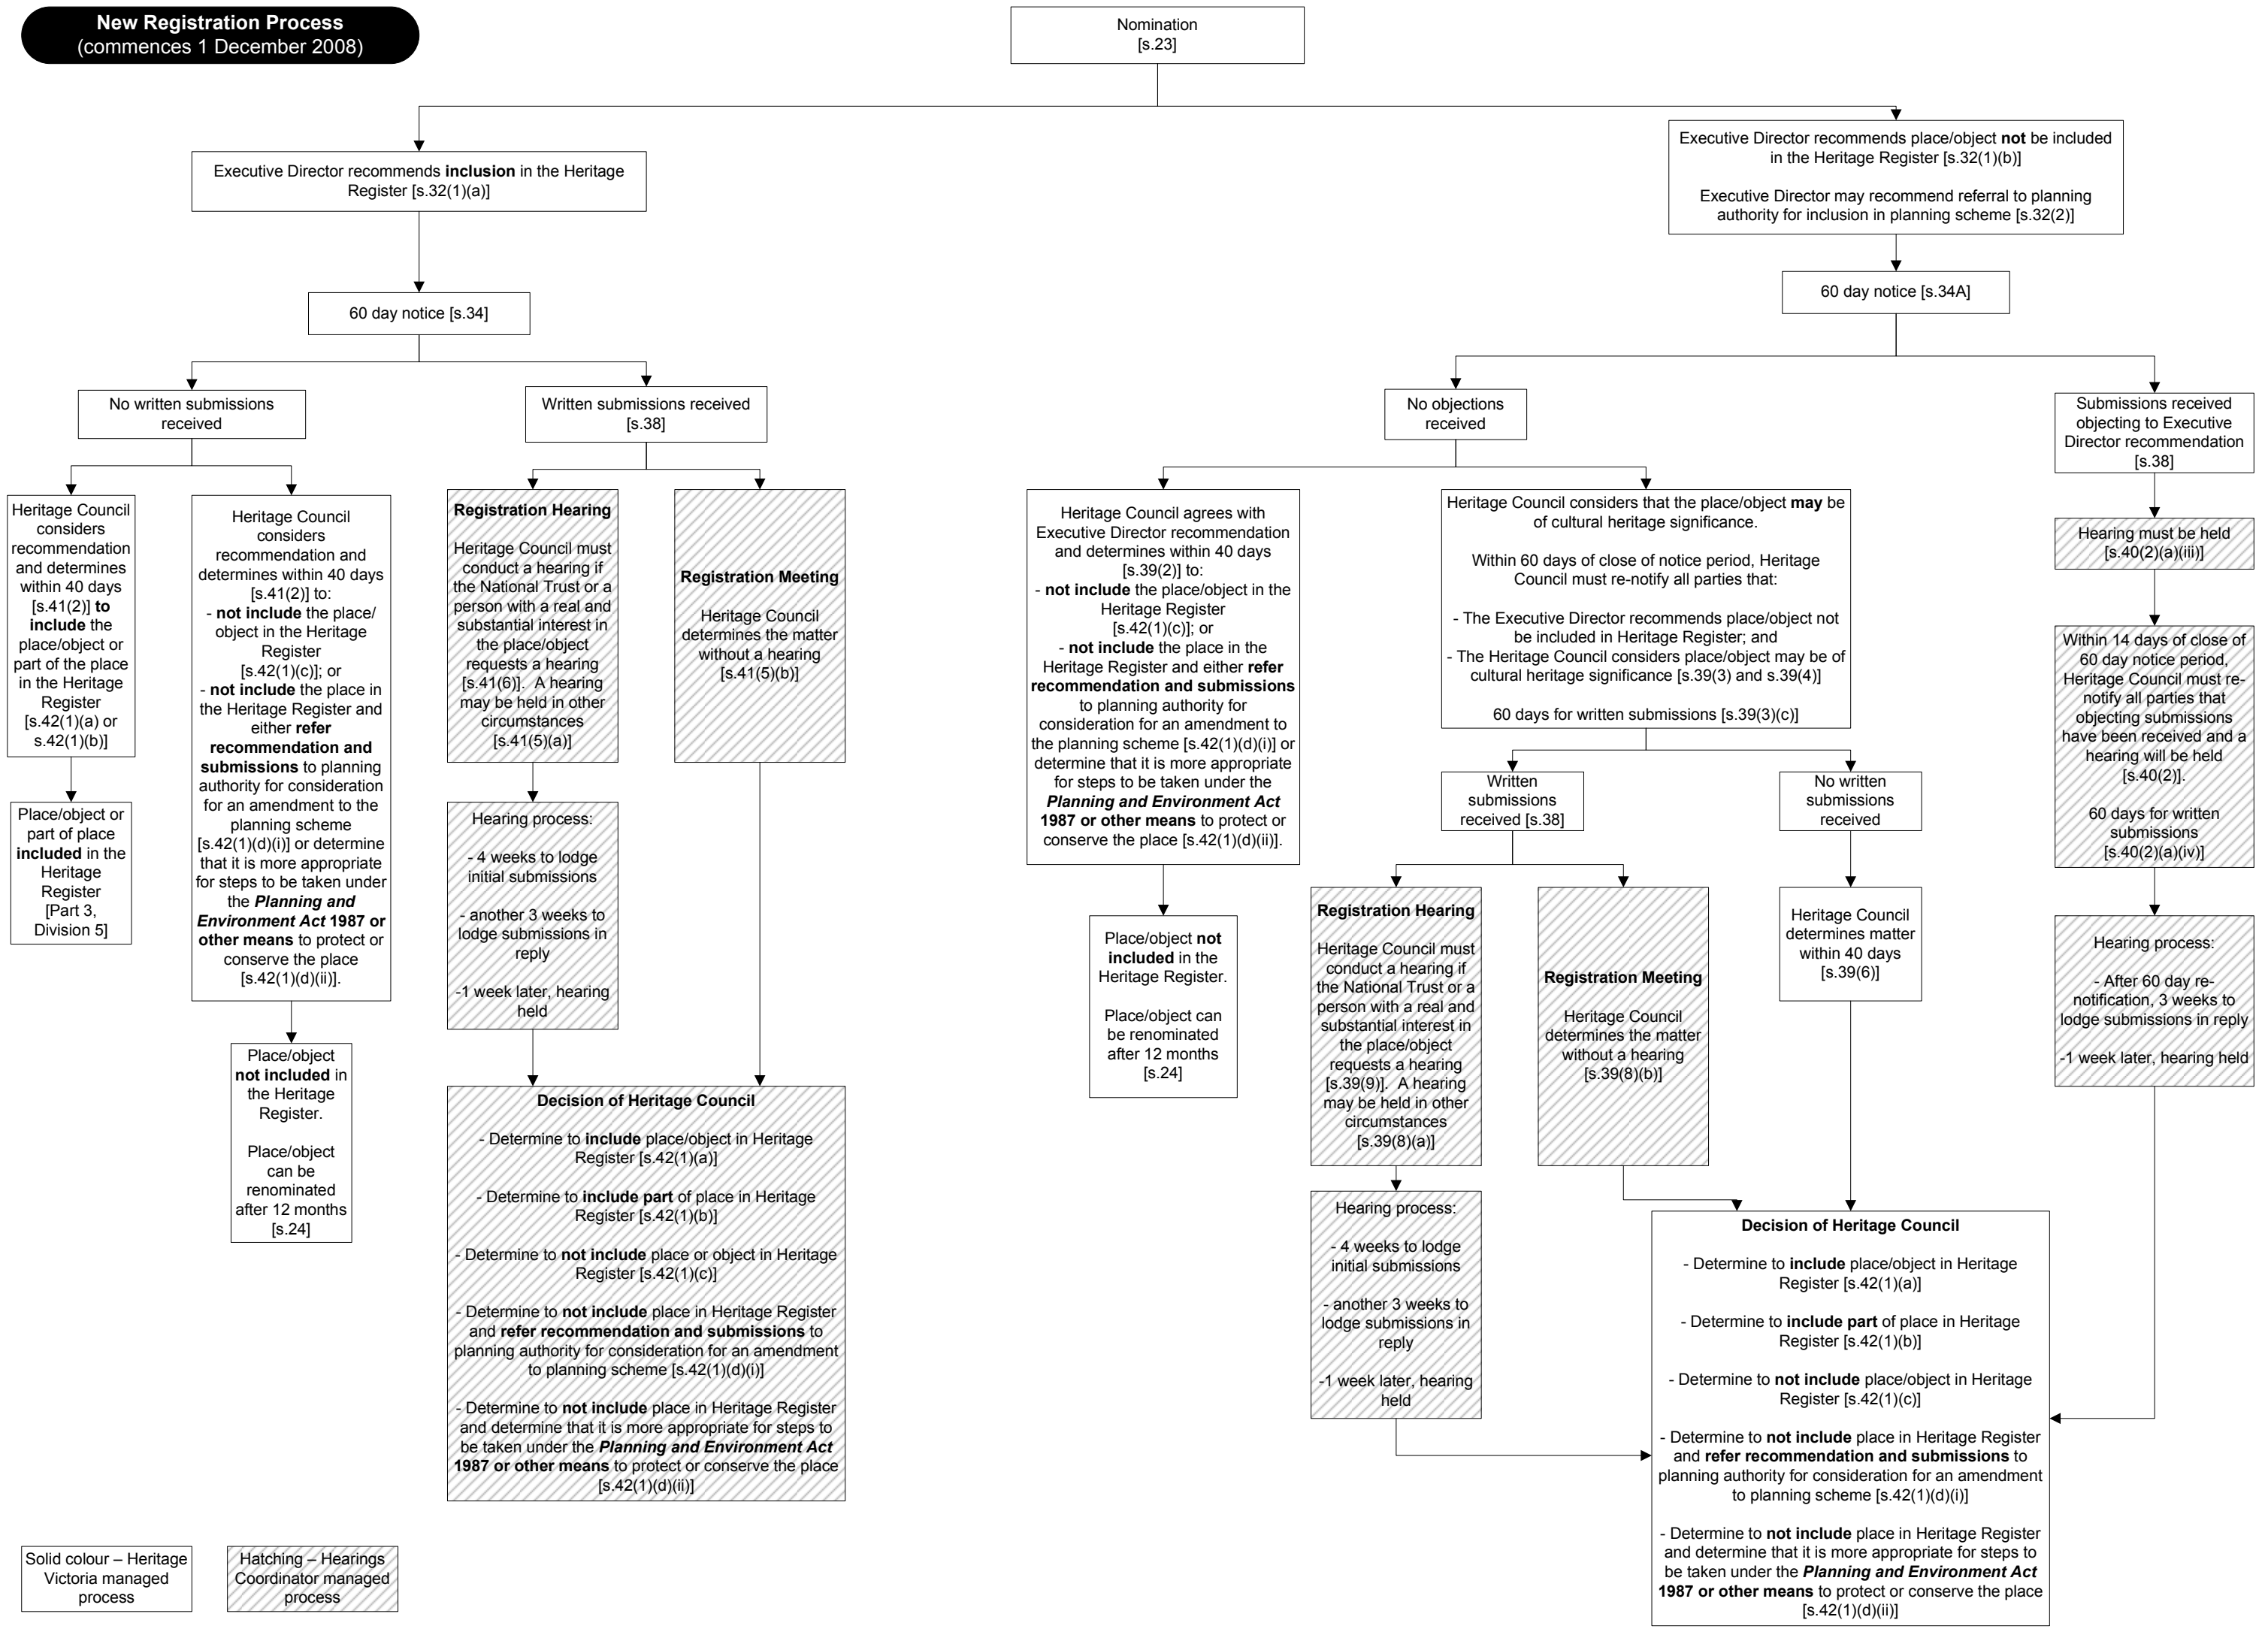 New Registration Process
(commences 1 December 2008)
Nomination
[s.23]
Executive Director recommends inclusion in the Heritage
Register [s.32(1)(a)]
Executive Director recommends place/object not be included
in the Heritage Register [s.32(1)(b)]
Executive Director may recommend referral to planning
authority for inclusion in planning scheme [s.32(2)]
60 day notice [s.34]
60 day notice [s.34A]
No written submissions
received
Written submissions received
[s.38]
No objections
received
Submissions received
objecting to Executive
Director recommendation
[s.38]
Heritage Council
considers
recommendation
and determines
within 40 days
[s.41(2)] to
include the
place/object or
part of the place
in the Heritage
Register
[s.42(1)(a) or
s.42(1)(b)]
Place/object or
part of place
included in the
Heritage
Register
[Part 3,
Division 5]
Heritage Council
considers
recommendation and
determines within 40 days
[s.41(2)] to:
- not include the place/
object in the Heritage
Register
[s.42(1)(c)]; or
- not include the place in
the Heritage Register and
either refer
recommendation and
submissions to planning
authority for consideration
for an amendment to the
planning scheme
[s.42(1)(d)(i)] or determine
that it is more appropriate
for steps to be taken under
the Planning and
Environment Act 1987 or
other means to protect or
conserve the place
[s.42(1)(d)(ii)].
Place/object
not included in
the Heritage
Register.
Place/object
can be
renominated
after 12 months
[s.24]
Registration Hearing
Heritage Council must
conduct a hearing if
the National Trust or a
person with a real and
substantial interest in
the place/object
requests a hearing
[s.41(6)].  A hearing
may be held in other
circumstances
[s.41(5)(a)]
Registration Meeting
Heritage Council
determines the matter
without a hearing
[s.41(5)(b)]
Hearing process:
- 4 weeks to lodge
initial submissions
- another 3 weeks to
lodge submissions in
reply
-1 week later, hearing
held
Decision of Heritage Council
- Determine to include place/object in Heritage
Register [s.42(1)(a)]
- Determine to include part of place in Heritage
Register [s.42(1)(b)]
- Determine to not include place or object in Heritage
Register [s.42(1)(c)]
- Determine to not include place in Heritage Register
and refer recommendation and submissions to
planning authority for consideration for an amendment
to planning scheme [s.42(1)(d)(i)]
- Determine to not include place in Heritage Register
and determine that it is more appropriate for steps to
be taken under the Planning and Environment Act
1987 or other means to protect or conserve the place
[s.42(1)(d)(ii)]
Heritage Council agrees with
Executive Director recommendation
and determines within 40 days
[s.39(2)] to:
- not include the place/object in the
Heritage Register
[s.42(1)(c)]; or
- not include the place in the
Heritage Register and either refer
recommendation and submissions
to planning authority for
consideration for an amendment to
the planning scheme [s.42(1)(d)(i)] or
determine that it is more appropriate
for steps to be taken under the
Planning and Environment Act
1987 or other means to protect or
conserve the place [s.42(1)(d)(ii)].
Place/object not
included in the
Heritage Register.
Place/object can
be renominated
after 12 months
[s.24]
Heritage Council considers that the place/object may be
of cultural heritage significance.
Within 60 days of close of notice period, Heritage
Council must re-notify all parties that:
- The Executive Director recommends place/object not
be included in Heritage Register; and
- The Heritage Council considers place/object may be of
cultural heritage significance [s.39(3) and s.39(4)]
60 days for written submissions [s.39(3)(c)]
Written
submissions
received [s.38]
No written
submissions
received
Registration Hearing
Heritage Council must
conduct a hearing if
the National Trust or a
person with a real and
substantial interest in
the place/object
requests a hearing
[s.39(9)].  A hearing
may be held in other
circumstances
[s.39(8)(a)]
Registration Meeting
Heritage Council
determines the matter
without a hearing
[s.39(8)(b)]
Heritage Council
determines matter
within 40 days
[s.39(6)]
Hearing process:
- 4 weeks to lodge
initial submissions
- another 3 weeks to
lodge submissions in
reply
-1 week later, hearing
held
Hearing must be held
[s.40(2)(a)(iii)]
Within 14 days of close of
60 day notice period,
Heritage Council must re-
notify all parties that
objecting submissions
have been received and a
hearing will be held
[s.40(2)].
60 days for written
submissions
[s.40(2)(a)(iv)]
Hearing process:
- After 60 day re-
notification, 3 weeks to
lodge submissions in reply
-1 week later, hearing held
Decision of Heritage Council
- Determine to include place/object in Heritage
Register [s.42(1)(a)]
- Determine to include part of place in Heritage
Register [s.42(1)(b)]
- Determine to not include place/object in Heritage
Register [s.42(1)(c)]
- Determine to not include place in Heritage Register
and refer recommendation and submissions to
planning authority for consideration for an amendment
to planning scheme [s.42(1)(d)(i)]
- Determine to not include place in Heritage Register
and determine that it is more appropriate for steps to
be taken under the Planning and Environment Act
1987 or other means to protect or conserve the place
[s.42(1)(d)(ii)]
Solid colour – Heritage
Victoria managed
process
Hatching – Hearings
Coordinator managed
process